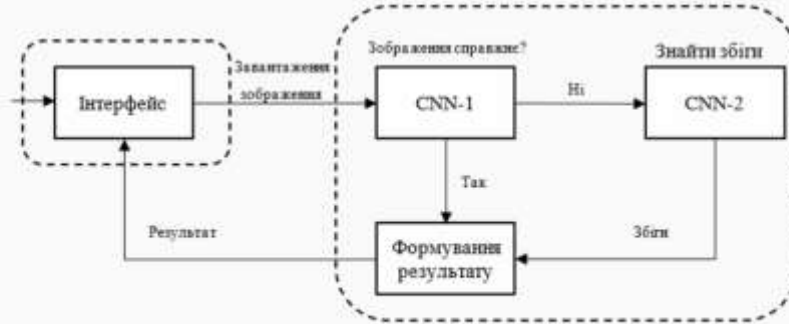 Зображення справжнє?
Знайти збіги
Завантаження
зображення
Інтерфейс
CNN-1
Ні
CNN-2
Так
Результат
Формування
результату
Збіги